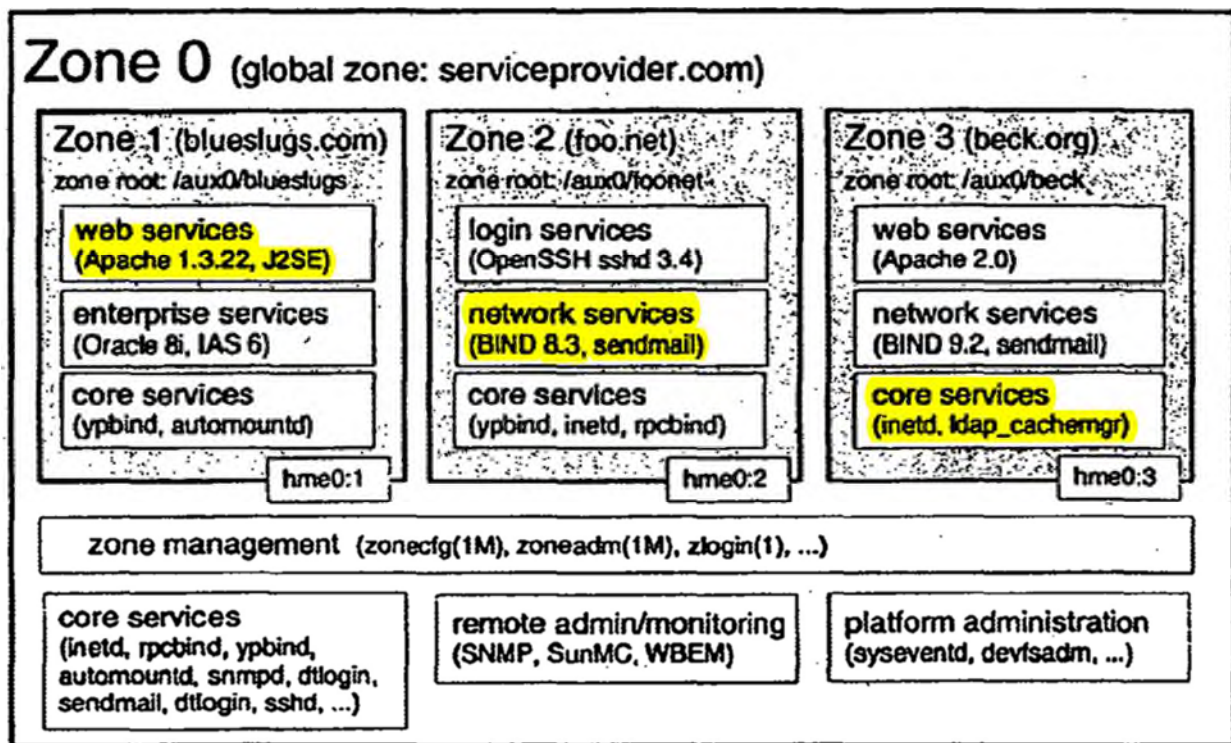 Zone 0 (global zone: serviceprovider.com)
Zone 1 (blueslugs.com)
zone root: /aux0/blueslugs
web services
(Apache 1.3.22, J2SE)
enterprise services
(Oracle 8i, IAS 6)
core services
(ypbind, automountd)
hme0:1
Zone 2 (foo.net)
zone root: /aux0/foonet
login services
(OpenSSH sshd 3.4)
network services
(BIND 8.3, sendmail)
core services
(ypbind, inetd, rpcbind)
hme0:2
Zone 3 (beck.org)
zone root: /aux0/beck
web services
(Apache 2.0)
network services
(BIND 9.2, sendmail)
core services
(inetd, ldap_cachemgr)
hme0:3
zone management (zonecfg(1M), zoneadm(1M), zlogin(1), ...)
core services
(inetd, rpcbind, ypbind,
automountd, snmpd, dtlogin,
sendmail, dtlogin, sshd, ...)
remote admin/monitoring
(SNMP, SunMC, WBEM)
platform administration
(syseventd, devfsadm, ...)